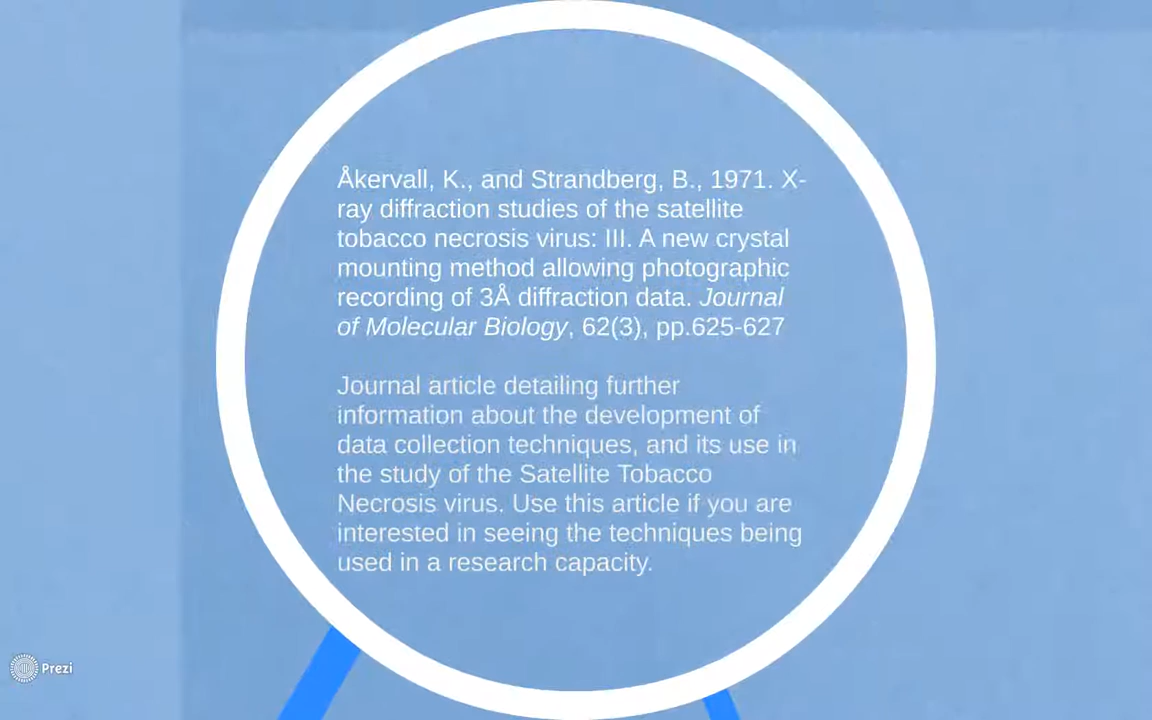 Åkervall, K., and Strandberg, B., 1971. X-
ray diffraction studies of the satellite
tobacco necrosis virus: III. A new crystal
mounting method allowing photographic
recording of 3Å diffraction data. Journal
of Molecular Biology, 62(3), pp.625-627
Journal article detailing further
information about the development of
data collection techniques, and its use in
the study of the Satellite Tobacco
Necrosis virus. Use this article if you are
interested in seeing the techniques being
used in a research capacity.
Prezi